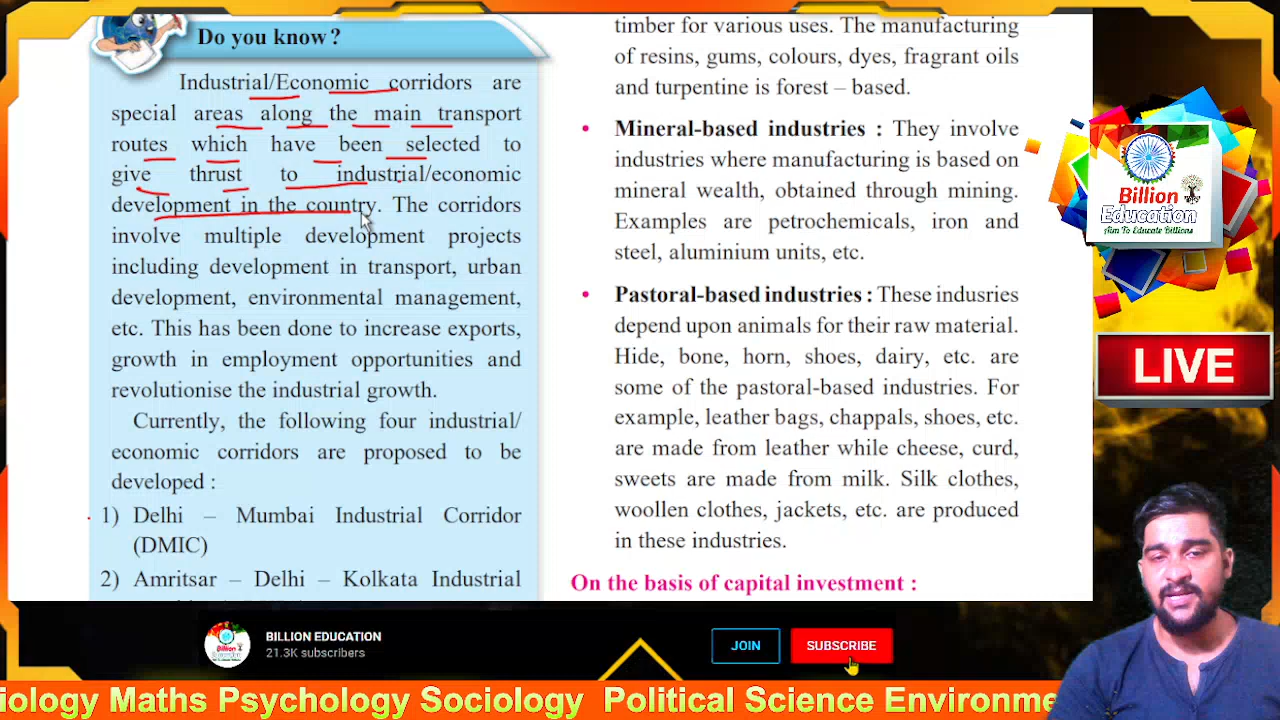 Do you know?
Industrial/Economic corridors are
special areas along the main transport
routes which have been selected to
give thrust to industrial/economic
development in the country. The corridors
involve multiple development projects
including development in transport, urban
development, environmental management,
etc. This has been done to increase exports,
growth in employment opportunities and
revolutionise the industrial growth.
Currently, the following four industrial/
economic corridors are proposed to be
developed :
1) Delhi – Mumbai Industrial Corridor
(DMIC)
2) Amritsar – Delhi – Kolkata Industrial
timber for various uses. The manufacturing
of resins, gums, colours, dyes, fragrant oils
and turpentine is forest – based.
• Mineral-based industries : They involve
industries where manufacturing is based on
mineral wealth, obtained through mining.
Examples are petrochemicals, iron and
steel, aluminium units, etc.
• Pastoral-based industries : These indusries
depend upon animals for their raw material.
Hide, bone, horn, shoes, dairy, etc. are
some of the pastoral-based industries. For
example, leather bags, chappals, shoes, etc.
are made from leather while cheese, curd,
sweets are made from milk. Silk clothes,
woollen clothes, jackets, etc. are produced
in these industries.
On the basis of capital investment :
Billion
Education
Aim To Educate Billions
LIVE
BILLION EDUCATION
21.3K subscribers
JOIN
SUBSCRIBE
iology Maths Psychology Sociology Political Science Environme